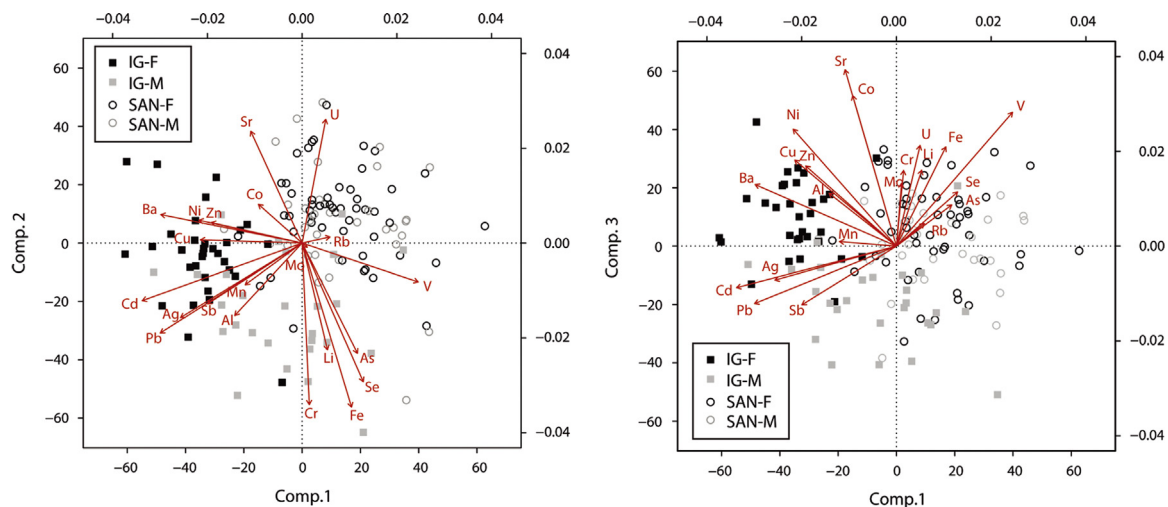 −0.04 −0.02 0.00 0.02 0.04
IG-F
IG-M
SAN-F
SAN-M
Comp. 2
60
40
20
0
−20
−40
−60
0.04
0.02
0.00
−0.02
−0.04
Sr
U
Co
Ba
Ni
Zn
Cu
Rb
Mo
V
Cd
Mn
Ag
Sb
Al
Pb
Li
As
Se
Cr
Fe
−60 −40 −20 0 20 40 60
Comp.1
−0.04 −0.02 0.00 0.02 0.04
Comp. 3
60
40
20
0
−20
−40
−60
0.04
0.02
0.00
−0.02
−0.04
Sr
Co
V
Ni
U
Fe
Cu
Zn
Cr
Li
Ba
Al
Mo
Se
As
Mn
Rb
Ag
Cd
Pb
Sb
IG-F
IG-M
SAN-F
SAN-M
−60 −40 −20 0 20 40 60
Comp.1